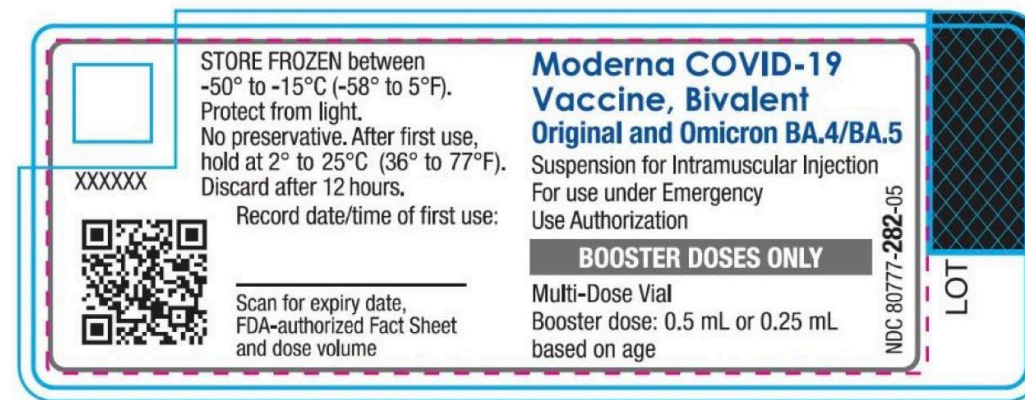 STORE FROZEN between
-50° to -15°C (-58° to 5°F).
Protect from light.
No preservative. After first use,
hold at 2° to 25°C (36° to 77°F).
Discard after 12 hours.
Record date/time of first use:
XXXXXX
Scan for expiry date,
FDA-authorized Fact Sheet
and dose volume
Moderna COVID-19
Vaccine, Bivalent
Original and Omicron BA.4/BA.5
Suspension for Intramuscular Injection
For use under Emergency
Use Authorization
BOOSTER DOSES ONLY
Multi-Dose Vial
Booster dose: 0.5 mL or 0.25 mL
based on age
NDC 80777-282-05
LOT